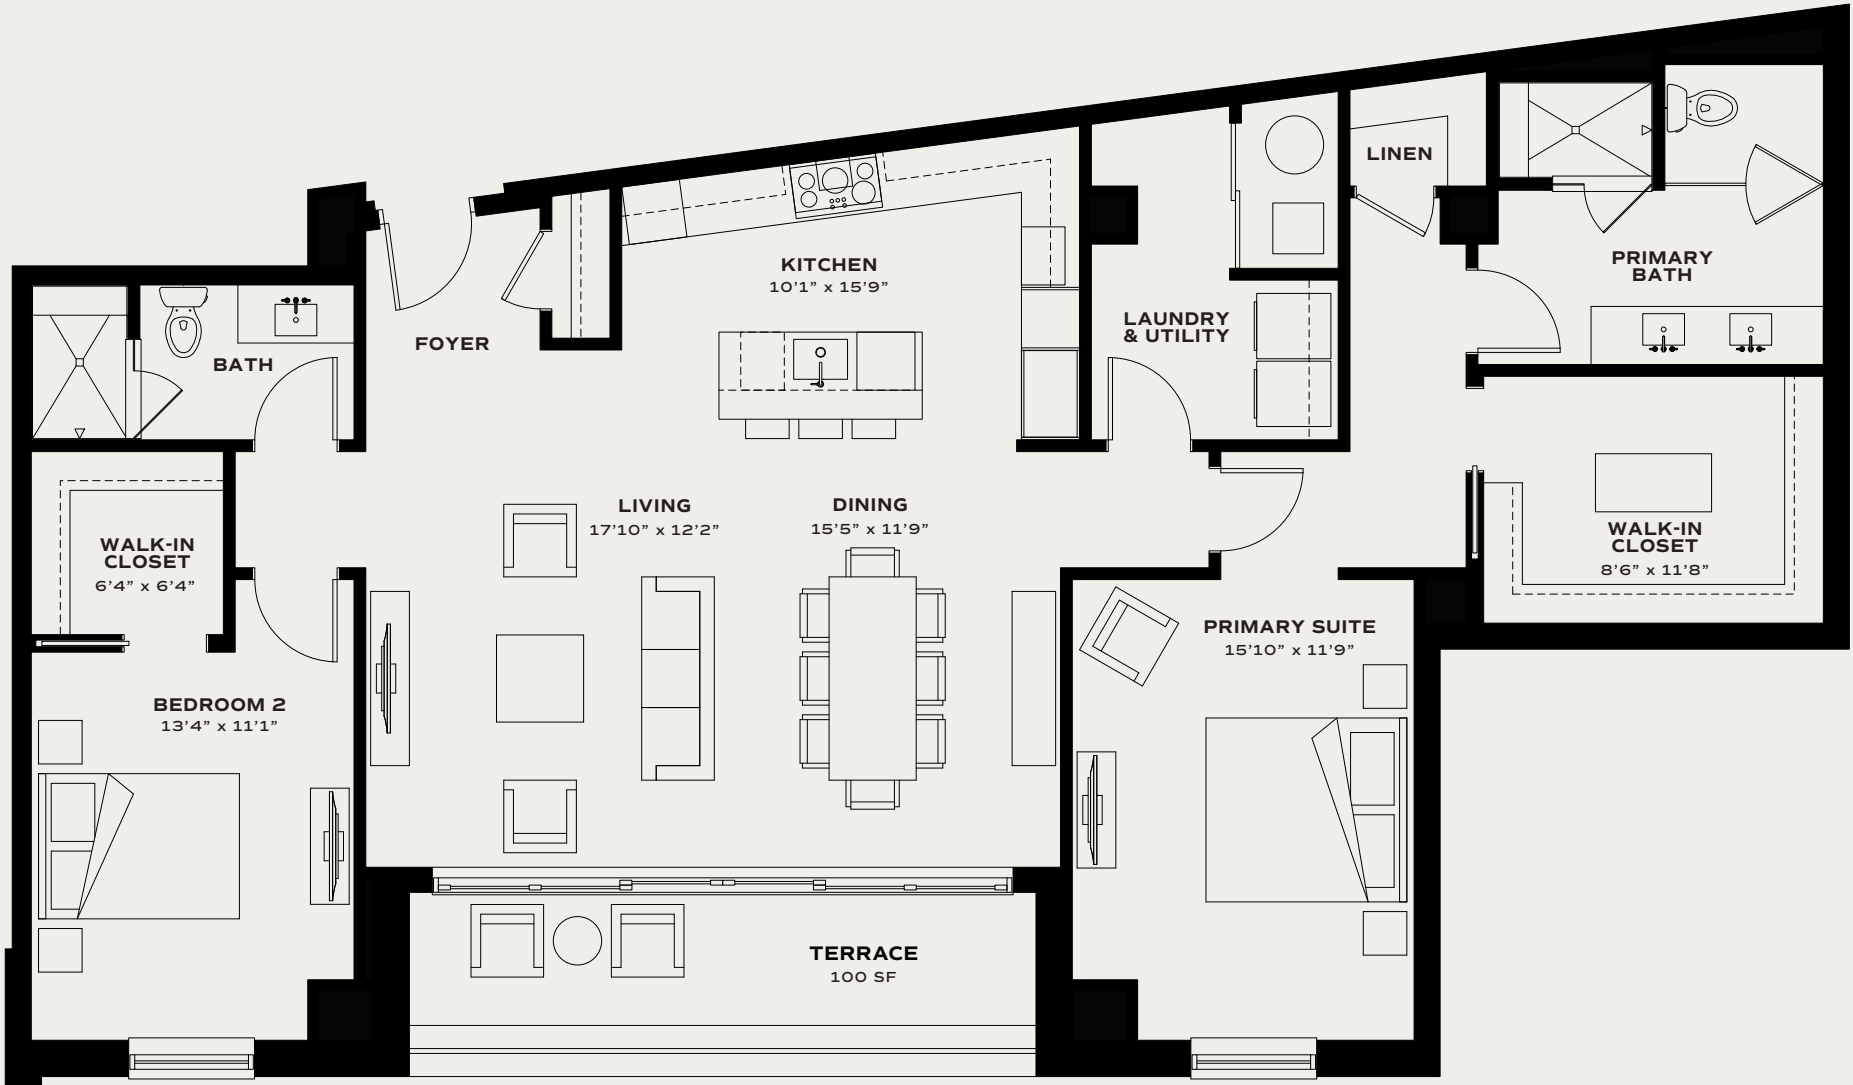 LINEN
KITCHEN
10'1" x 15'9"
PRIMARY
BATH
LAUNDRY
& UTILITY
FOYER
BATH
LIVING
17'10" x 12'2"
DINING
15'5" x 11'9"
WALK-IN
CLOSET
6'4" x 6'4"
WALK-IN
CLOSET
8'6" x 11'8"
PRIMARY SUITE
15'10" x 11'9"
BEDROOM 2
13'4" x 11'1"
TERRACE
100 SF